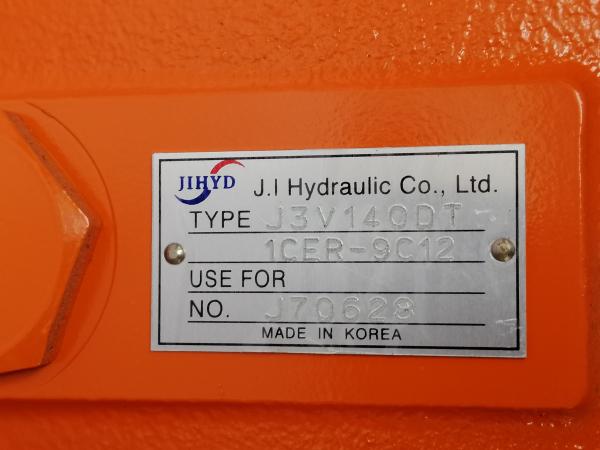 JIHYD J.I Hydraulic Co., Ltd.
TYPE J3V140DT
1CER-9C12
USE FOR
NO. J70628
MADE IN KOREA